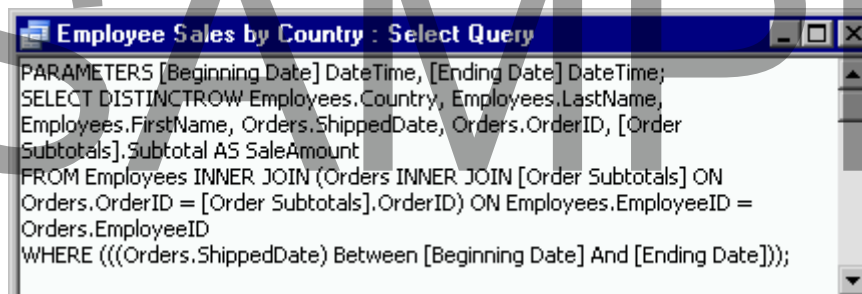 Employee Sales by Country : Select Query
PARAMETERS [Beginning Date] DateTime, [Ending Date] DateTime;
SELECT DISTINCTROW Employees.Country, Employees.LastName,
Employees.FirstName, Orders.ShippedDate, Orders.OrderID, [Order
Subtotals].Subtotal AS SaleAmount
FROM Employees INNER JOIN (Orders INNER JOIN [Order Subtotals] ON
Orders.OrderID = [Order Subtotals].OrderID) ON Employees.EmployeeID =
Orders.EmployeeID
WHERE (((Orders.ShippedDate) Between [Beginning Date] And [Ending Date]));